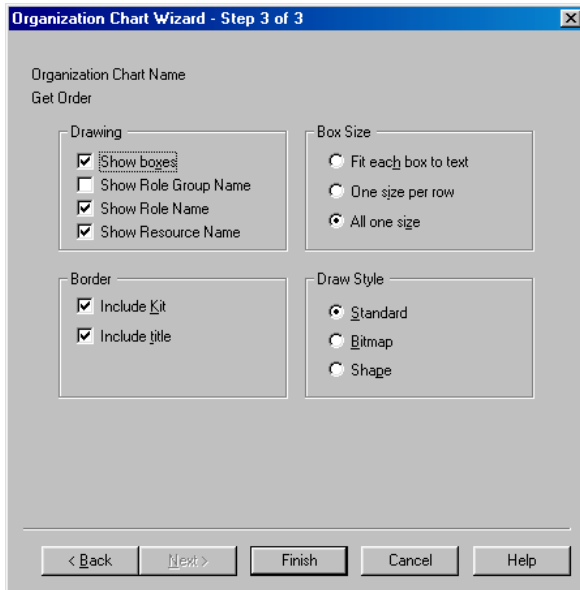 Organization Chart Wizard - Step 3 of 3
Organization Chart Name
Get Order
Drawing
Show boxes
Show Role Group Name
Show Role Name
Show Resource Name
Box Size
Fit each box to text
One size per row
All one size
Border
Include Kit
Include title
Draw Style
Standard
Bitmap
Shape
< Back
Next >
Finish
Cancel
Help